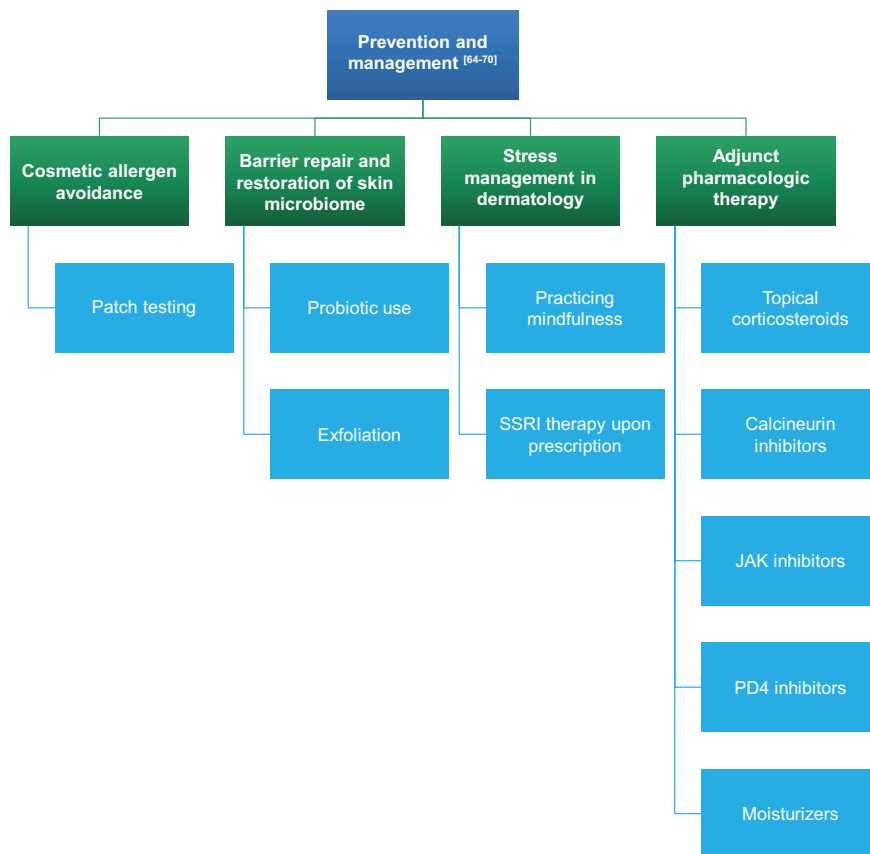 Prevention and
management [64-70]
Cosmetic allergen
avoidance
Barrier repair and
restoration of skin
microbiome
Stress
management in
dermatology
Adjunct
pharmacologic
therapy
Patch testing
Probiotic use
Practicing
mindfulness
Topical
corticosteroids
Exfoliation
SSRI therapy upon
prescription
Calcineurin
inhibitors
JAK inhibitors
PD4 inhibitors
Moisturizers